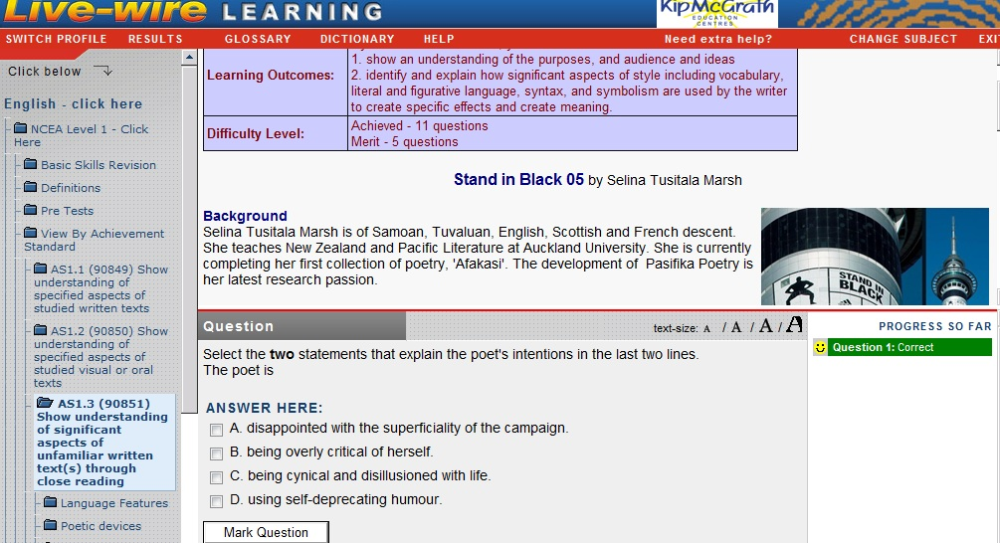 Live-wire LEARNING
Kip McGrath
EDUCATION
CENTRES
SWITCH PROFILE RESULTS GLOSSARY DICTIONARY HELP Need extra help? CHANGE SUBJECT EXI
Click below
English - click here
NCEA Level 1 - Click
Here
Basic Skills Revision
Definitions
Pre Tests
View By Achievement
Standard
AS1.1 (90849) Show
understanding of
specified aspects of
studied written texts
AS1.2 (90850) Show
understanding of
specified aspects of
studied visual or oral
texts
AS1.3 (90851)
Show understanding
of significant
aspects of
unfamiliar written
text(s) through
close reading
Language Features
Poetic devices
Learning Outcomes:
1. show an understanding of the purposes, and audience and ideas
2. identify and explain how significant aspects of style including vocabulary,
literal and figurative language, syntax, and symbolism are used by the writer
to create specific effects and create meaning.
Difficulty Level:
Achieved - 11 questions
Merit - 5 questions
Stand in Black 05 by Selina Tusitala Marsh
Background
Selina Tusitala Marsh is of Samoan, Tuvaluan, English, Scottish and French descent.
She teaches New Zealand and Pacific Literature at Auckland University. She is currently
completing her first collection of poetry, 'Afakasi'. The development of Pasifika Poetry is
her latest research passion.
STAND IN
BLACK
Question
text-size: A / A / A / A
Select the two statements that explain the poet's intentions in the last two lines.
The poet is
ANSWER HERE:
A. disappointed with the superficiality of the campaign.
B. being overly critical of herself.
C. being cynical and disillusioned with life.
D. using self-deprecating humour.
Mark Question
PROGRESS SO FAR
Question 1: Correct